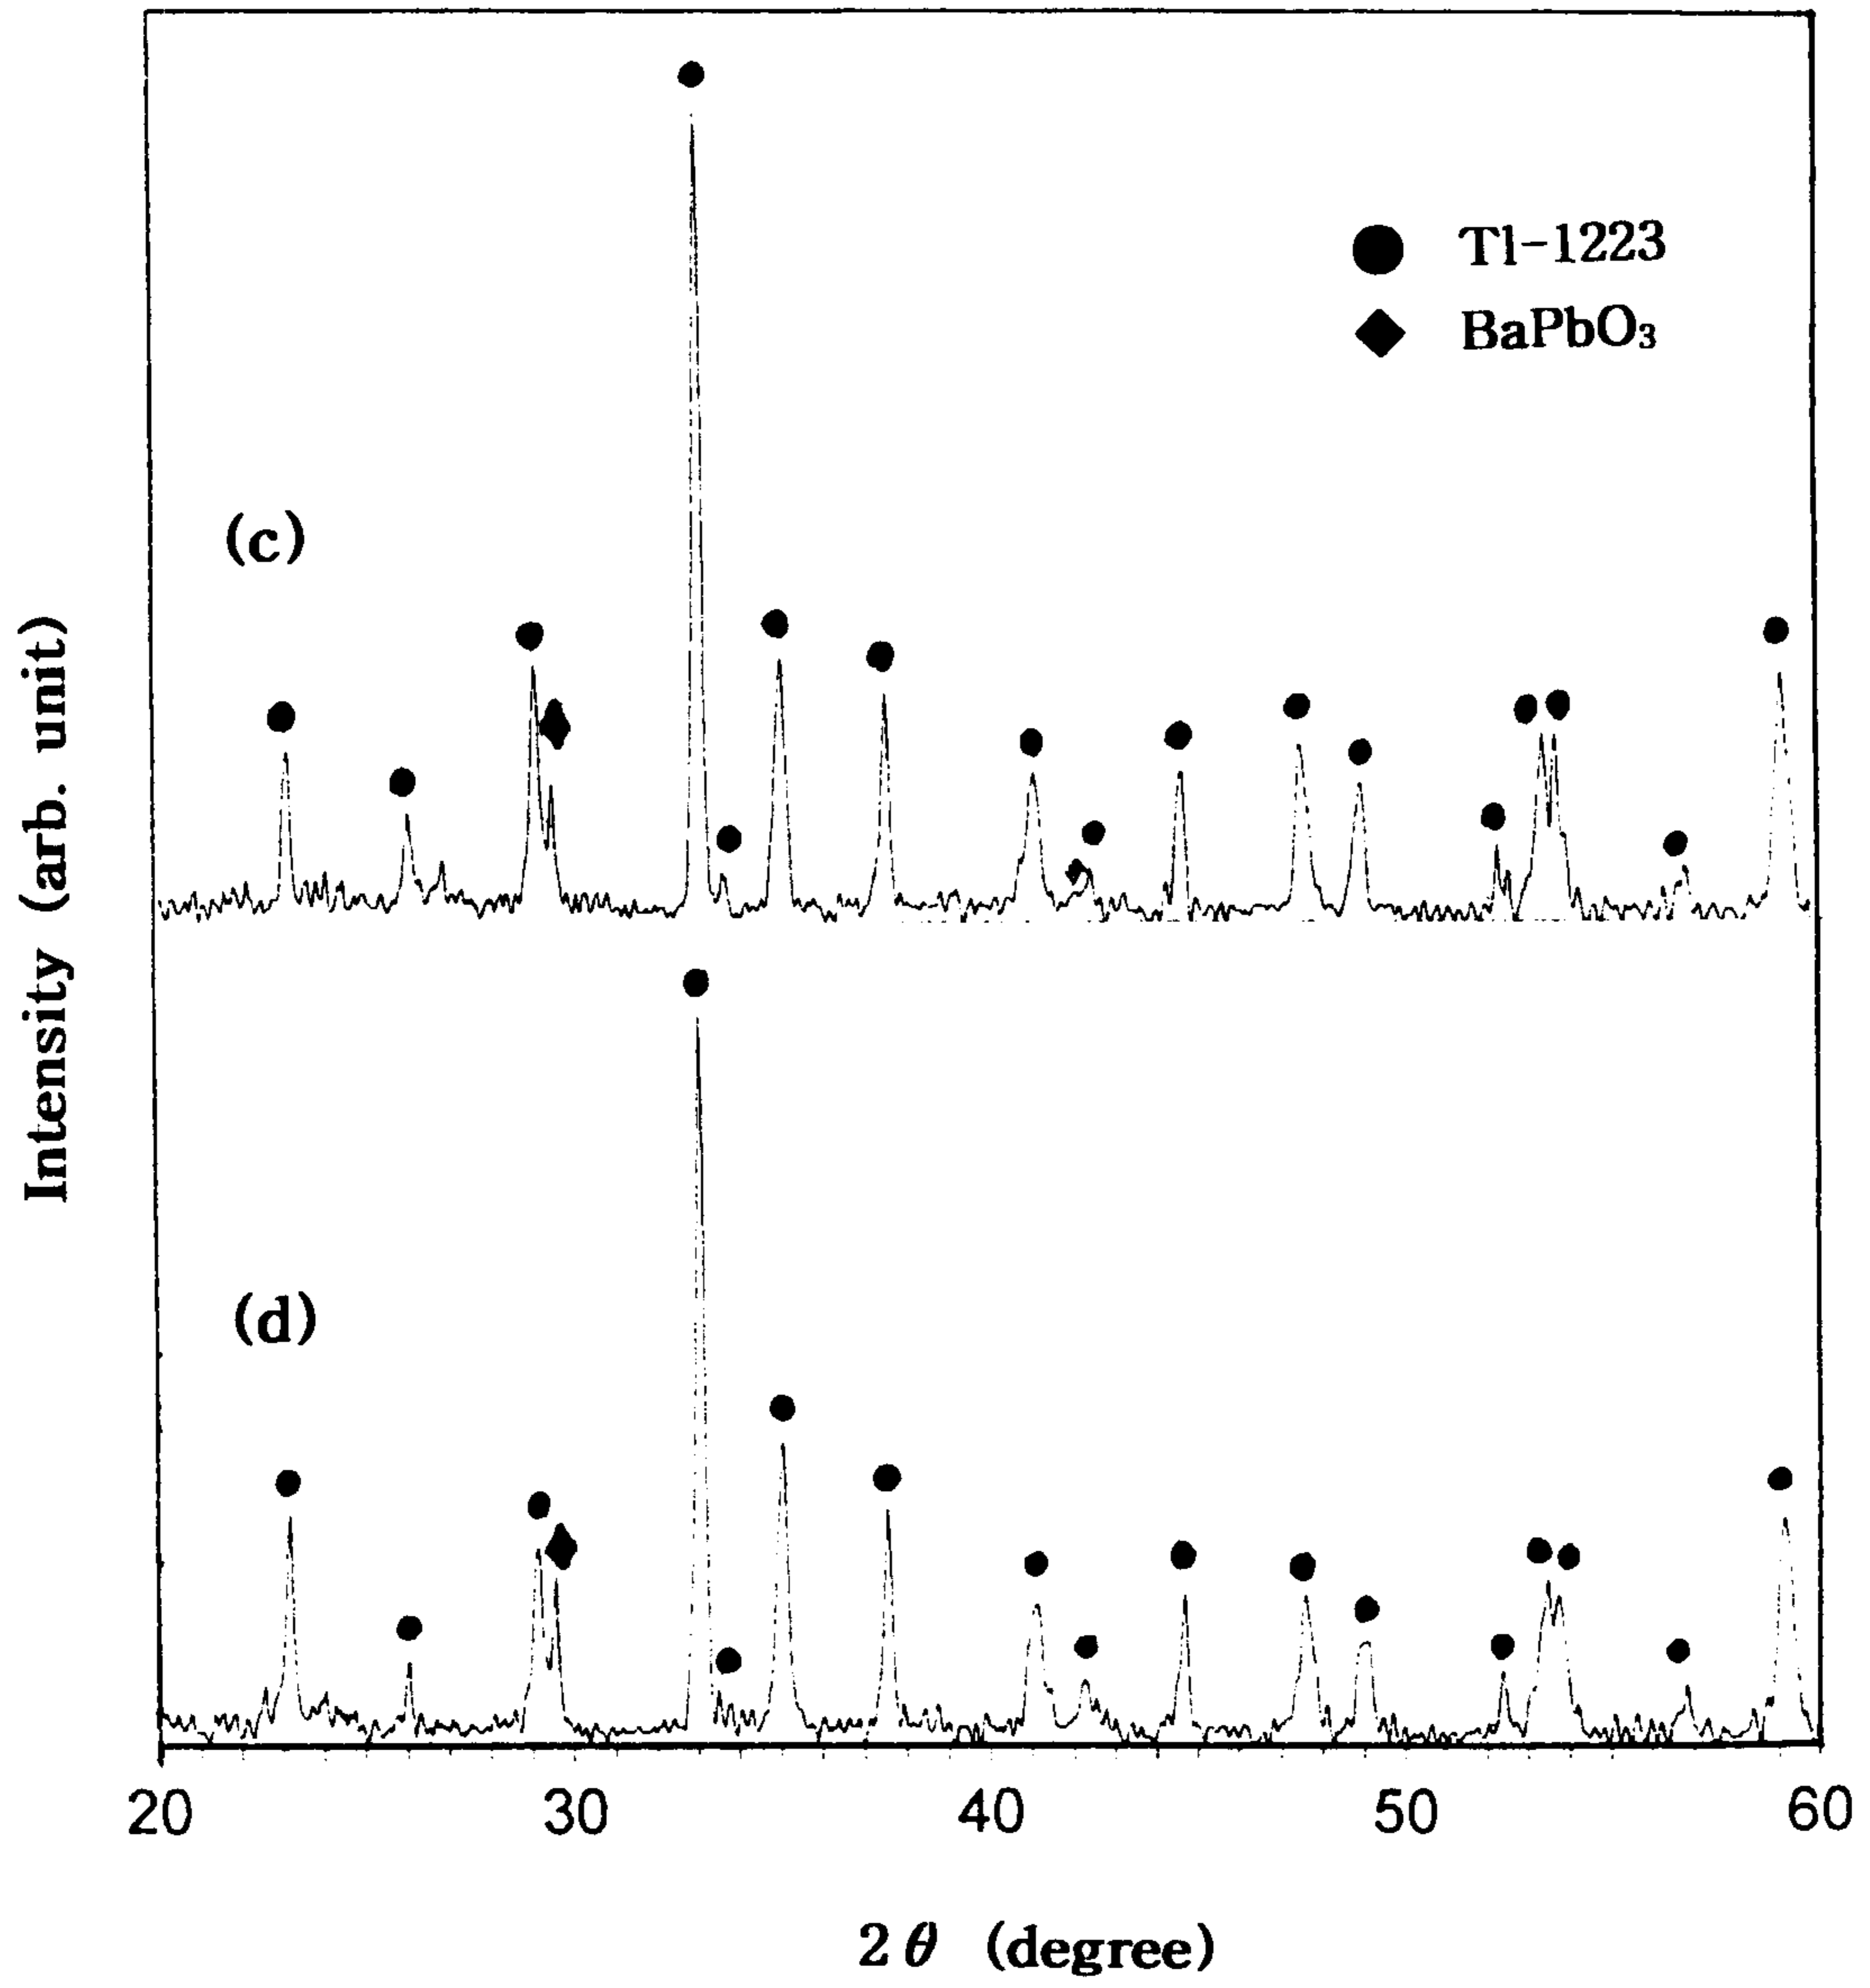 ● Tl-1223
◆ BaPbO₃
(c)
(d)
Intensity (arb. unit)
20 30 40 50 60
2θ (degree)